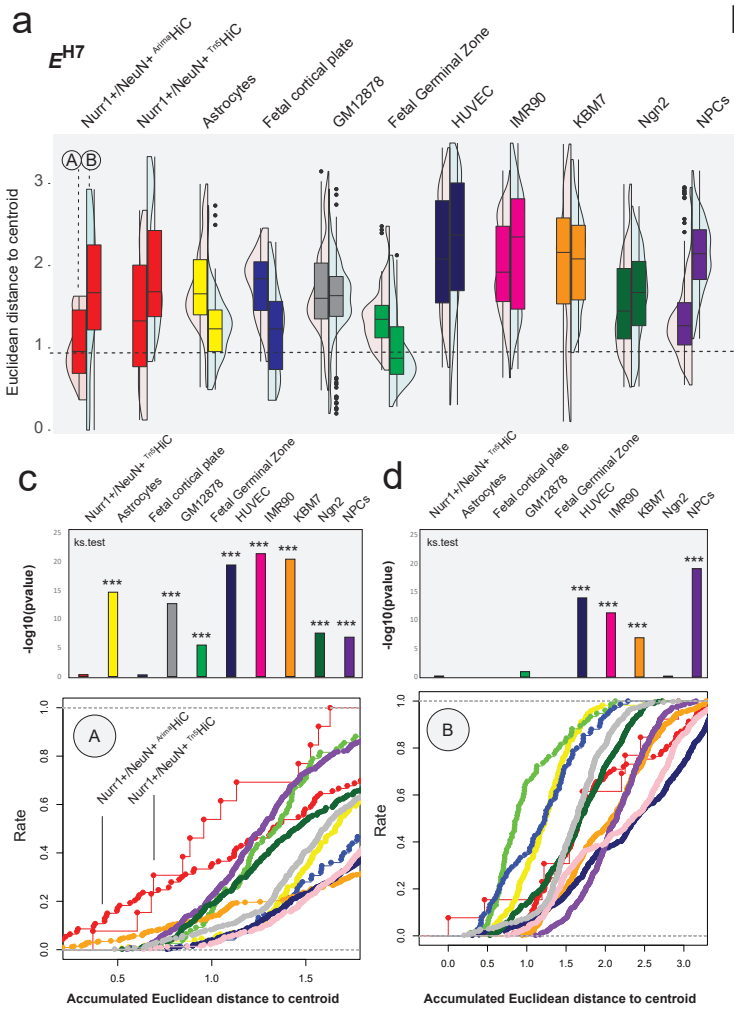 a
E^H7
Nurr1+/NeuN+ ArimaHiC
Nurr1+/NeuN+ Tn5HiC
Astrocytes
Fetal cortical plate
GM12878
Fetal Germinal Zone
HUVEC
IMR90
KBM7
Ngn2
NPCs
A B
Euclidean distance to centroid
3
2
1
0
c
Nurr1+/NeuN+ Tn5HiC
Astrocytes
Fetal cortical plate
GM12878
Fetal Germinal Zone
HUVEC
IMR90
KBM7
Ngn2
NPCs
ks.test
-log10(pvalue)
25
20
15
10
5
0
*** *** *** *** *** *** *** ***
A
Nurr1+/NeuN+ ArimaHiC
Nurr1+/NeuN+ Tn5HiC
Rate
1.0
0.8
0.6
0.4
0.2
0.0
0.5 1.0 1.5
Accumulated Euclidean distance to centroid
d
Nurr1+/NeuN+ Tn5HiC
Astrocytes
Fetal cortical plate
GM12878
Fetal Germinal Zone
HUVEC
IMR90
KBM7
Ngn2
NPCs
ks.test
-log10(pvalue)
25
20
15
10
5
0
*** *** *** ***
B
Rate
1.0
0.8
0.6
0.4
0.2
0.0
0.0 0.5 1.0 1.5 2.0 2.5 3.0
Accumulated Euclidean distance to centroid